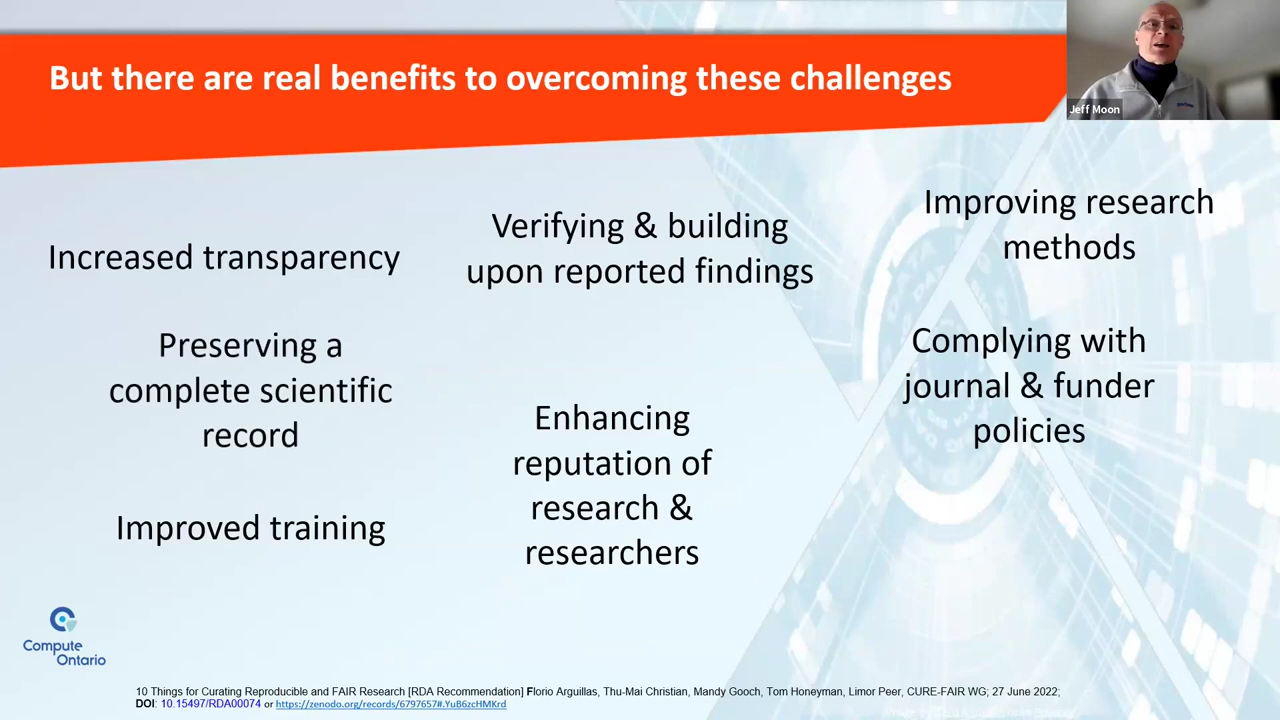 But there are real benefits to overcoming these challenges
Jeff Moon
Increased transparency
Verifying & building
upon reported findings
Improving research
methods
Preserving a
complete scientific
record
Complying with
journal & funder
policies
Enhancing
reputation of
research &
researchers
Improved training
Compute
Ontario
10 Things for Curating Reproducible and FAIR Research [RDA Recommendation] Florio Arguillas, Thu-Mai Christian, Mandy Gooch, Tom Honeyman, Limor Peer, CURE-FAIR WG; 27 June 2022;
DOI: 10.15497/RDA00074 or https://zenodo.org/records/6797657#.YuB6zcHMKrd